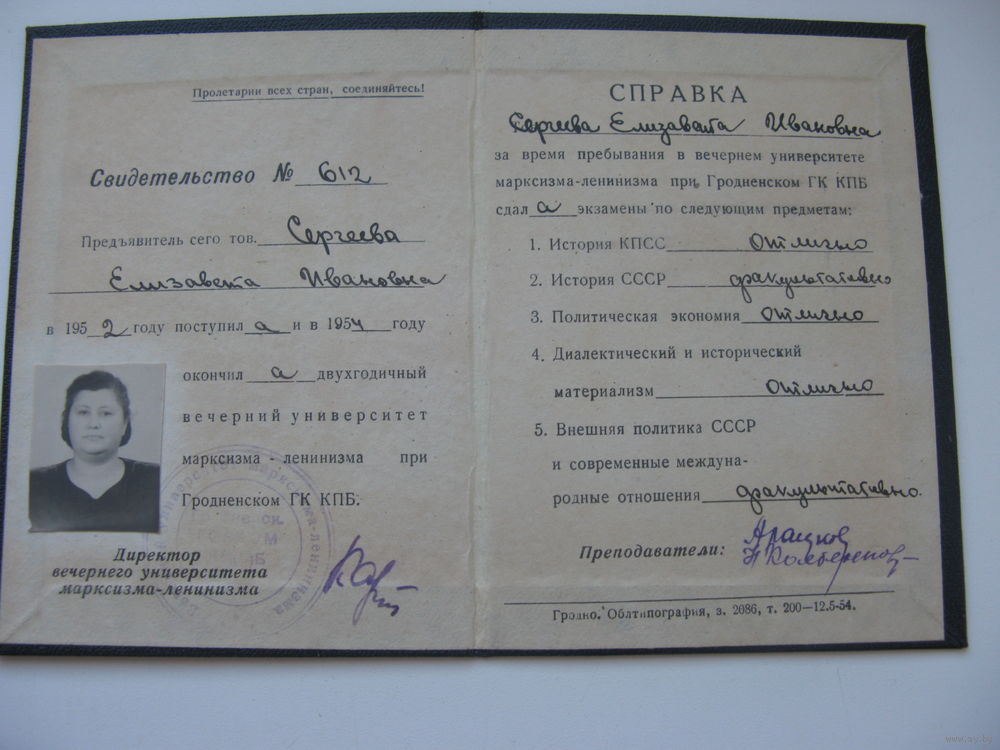 Пролетарии всех стран, соединяйтесь!
Свидетельство № 612
Предъявитель сего тов. Сергеева
Елизавета Ивановна
в 1952 году поступил а и в 1954 году
окончил а двухгодичный
вечерний университет
марксизма - ленинизма при
Гродненском ГК КПБ.
Директор
вечернего университета
марксизма-ленинизма
СПРАВКА
Сергеева Елизавета Ивановна
за время пребывания в вечернем университете
марксизма-ленинизма при Гродненском ГК КПБ
сдал а экзамены по следующим предметам:
1. История КПСС отлично
2. История СССР факультативно
3. Политическая экономия отлично
4. Диалектический и исторический
материализм отлично
5. Внешняя политика СССР
и современные междуна-
родные отношения факультативно.
Преподаватели:
Гродно. Облтипография, з. 2086, т. 200—12.5-54.